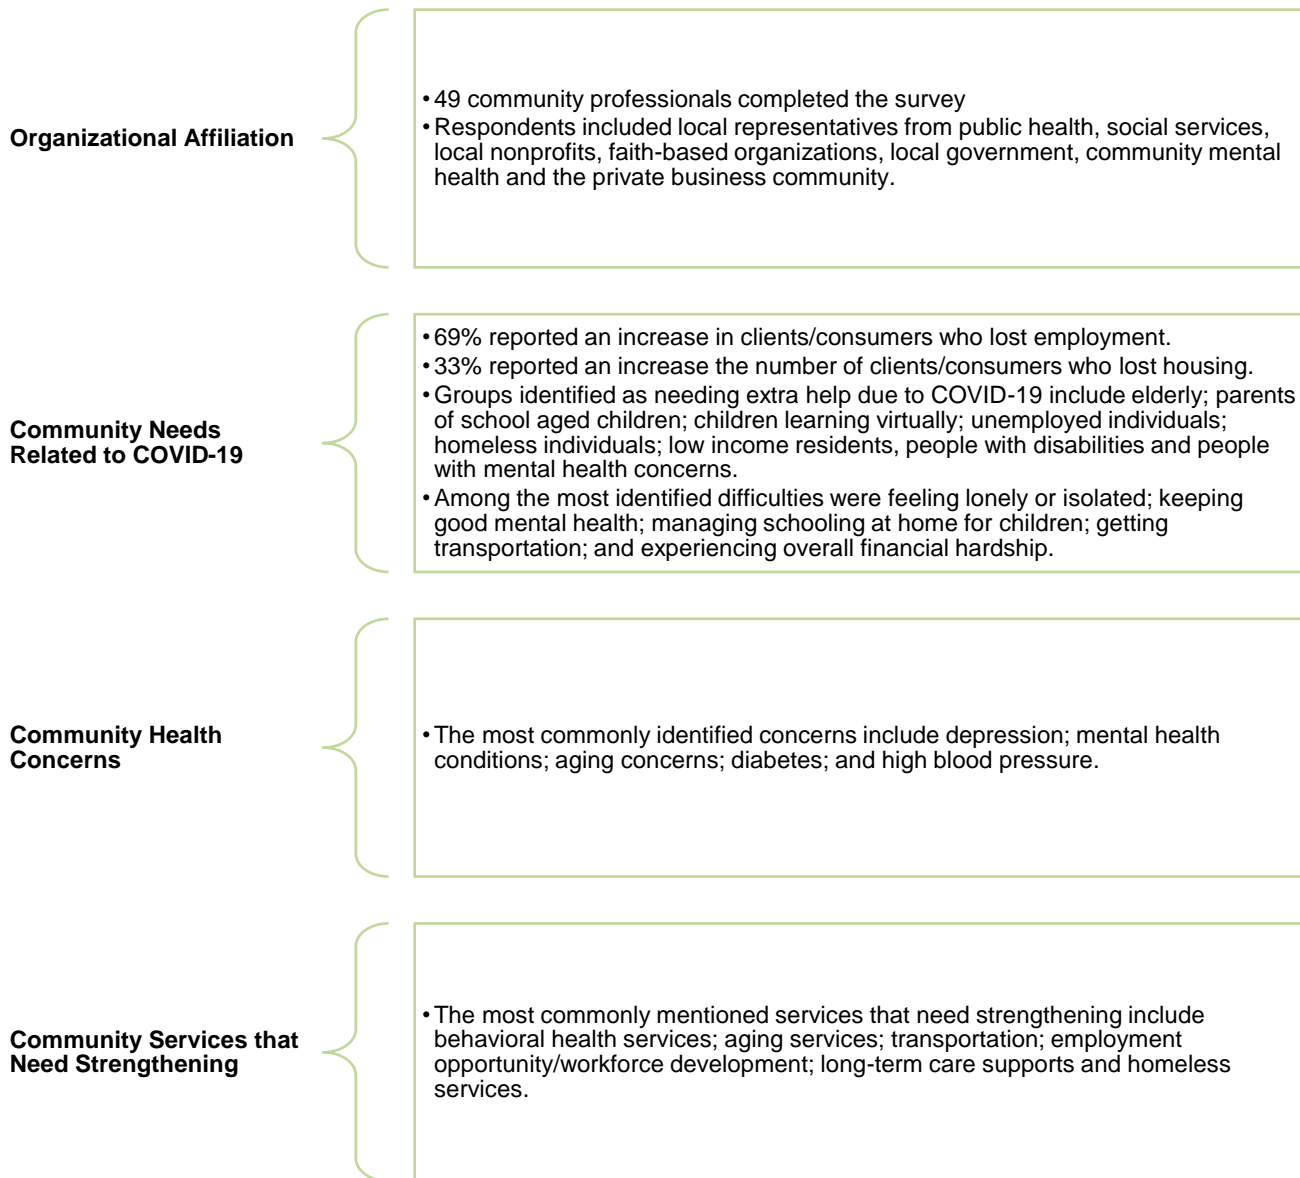 Organizational Affiliation
• 49 community professionals completed the survey
• Respondents included local representatives from public health, social services,
local nonprofits, faith-based organizations, local government, community mental
health and the private business community.
Community Needs
Related to COVID-19
• 69% reported an increase in clients/consumers who lost employment.
• 33% reported an increase the number of clients/consumers who lost housing.
• Groups identified as needing extra help due to COVID-19 include elderly; parents
of school aged children; children learning virtually; unemployed individuals;
homeless individuals; low income residents, people with disabilities and people
with mental health concerns.
• Among the most identified difficulties were feeling lonely or isolated; keeping
good mental health; managing schooling at home for children; getting
transportation; and experiencing overall financial hardship.
Community Health
Concerns
• The most commonly identified concerns include depression; mental health
conditions; aging concerns; diabetes; and high blood pressure.
Community Services that
Need Strengthening
• The most commonly mentioned services that need strengthening include
behavioral health services; aging services; transportation; employment
opportunity/workforce development; long-term care supports and homeless
services.